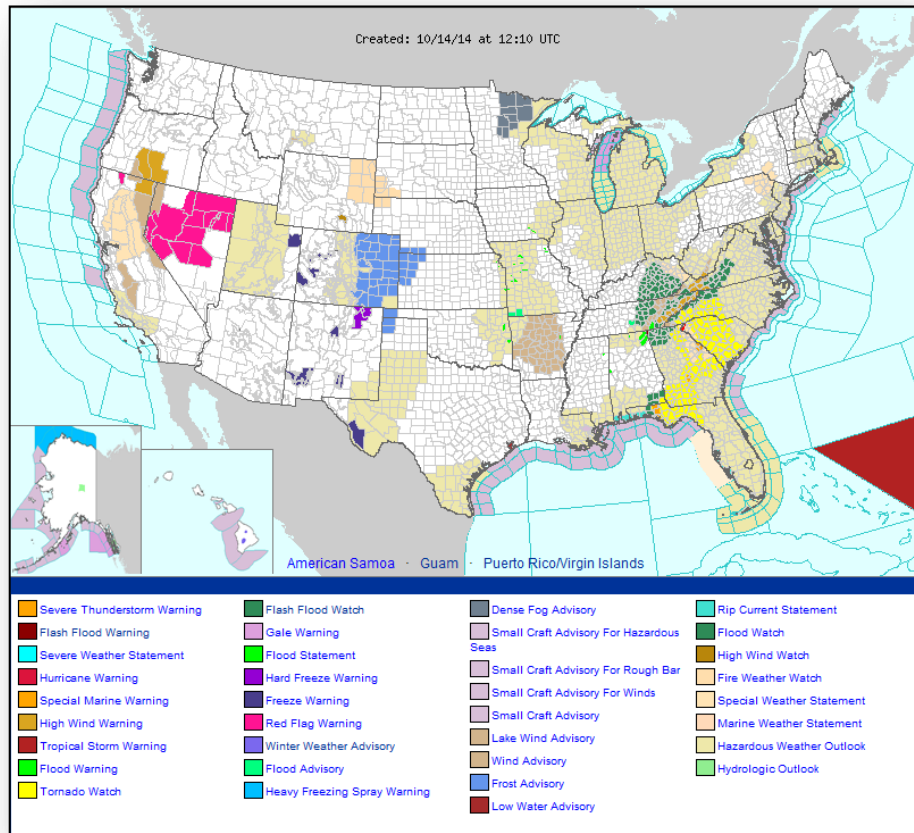 Created: 10/14/14 at 12:10 UTC
American Samoa · Guam · Puerto Rico/Virgin Islands
Severe Thunderstorm Warning
Flash Flood Warning
Severe Weather Statement
Hurricane Warning
Special Marine Warning
High Wind Warning
Tropical Storm Warning
Flood Warning
Tornado Watch
Flash Flood Watch
Gale Warning
Flood Statement
Hard Freeze Warning
Freeze Warning
Red Flag Warning
Winter Weather Advisory
Flood Advisory
Heavy Freezing Spray Warning
Dense Fog Advisory
Small Craft Advisory For Hazardous
Seas
Small Craft Advisory For Rough Bar
Small Craft Advisory For Winds
Small Craft Advisory
Lake Wind Advisory
Wind Advisory
Frost Advisory
Low Water Advisory
Rip Current Statement
Flood Watch
High Wind Watch
Fire Weather Watch
Special Weather Statement
Marine Weather Statement
Hazardous Weather Outlook
Hydrologic Outlook